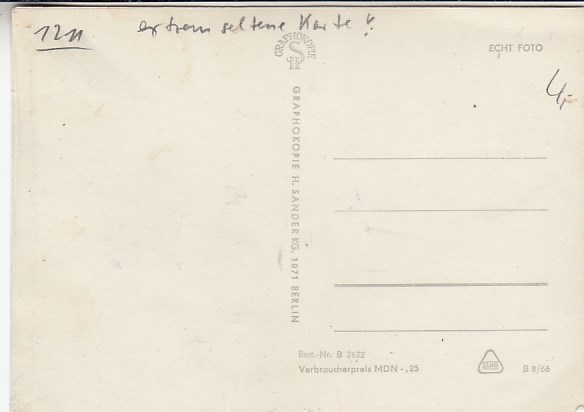 1211 extrem seltene Karte!
GRAPHOKOPIE
ECHT FOTO
4,-
GRAPHOKOPIE H. SANDER KG, 1071 BERLIN
Best.-Nr. B 2622
Verbraucherpreis MDN -,25
B 8/66